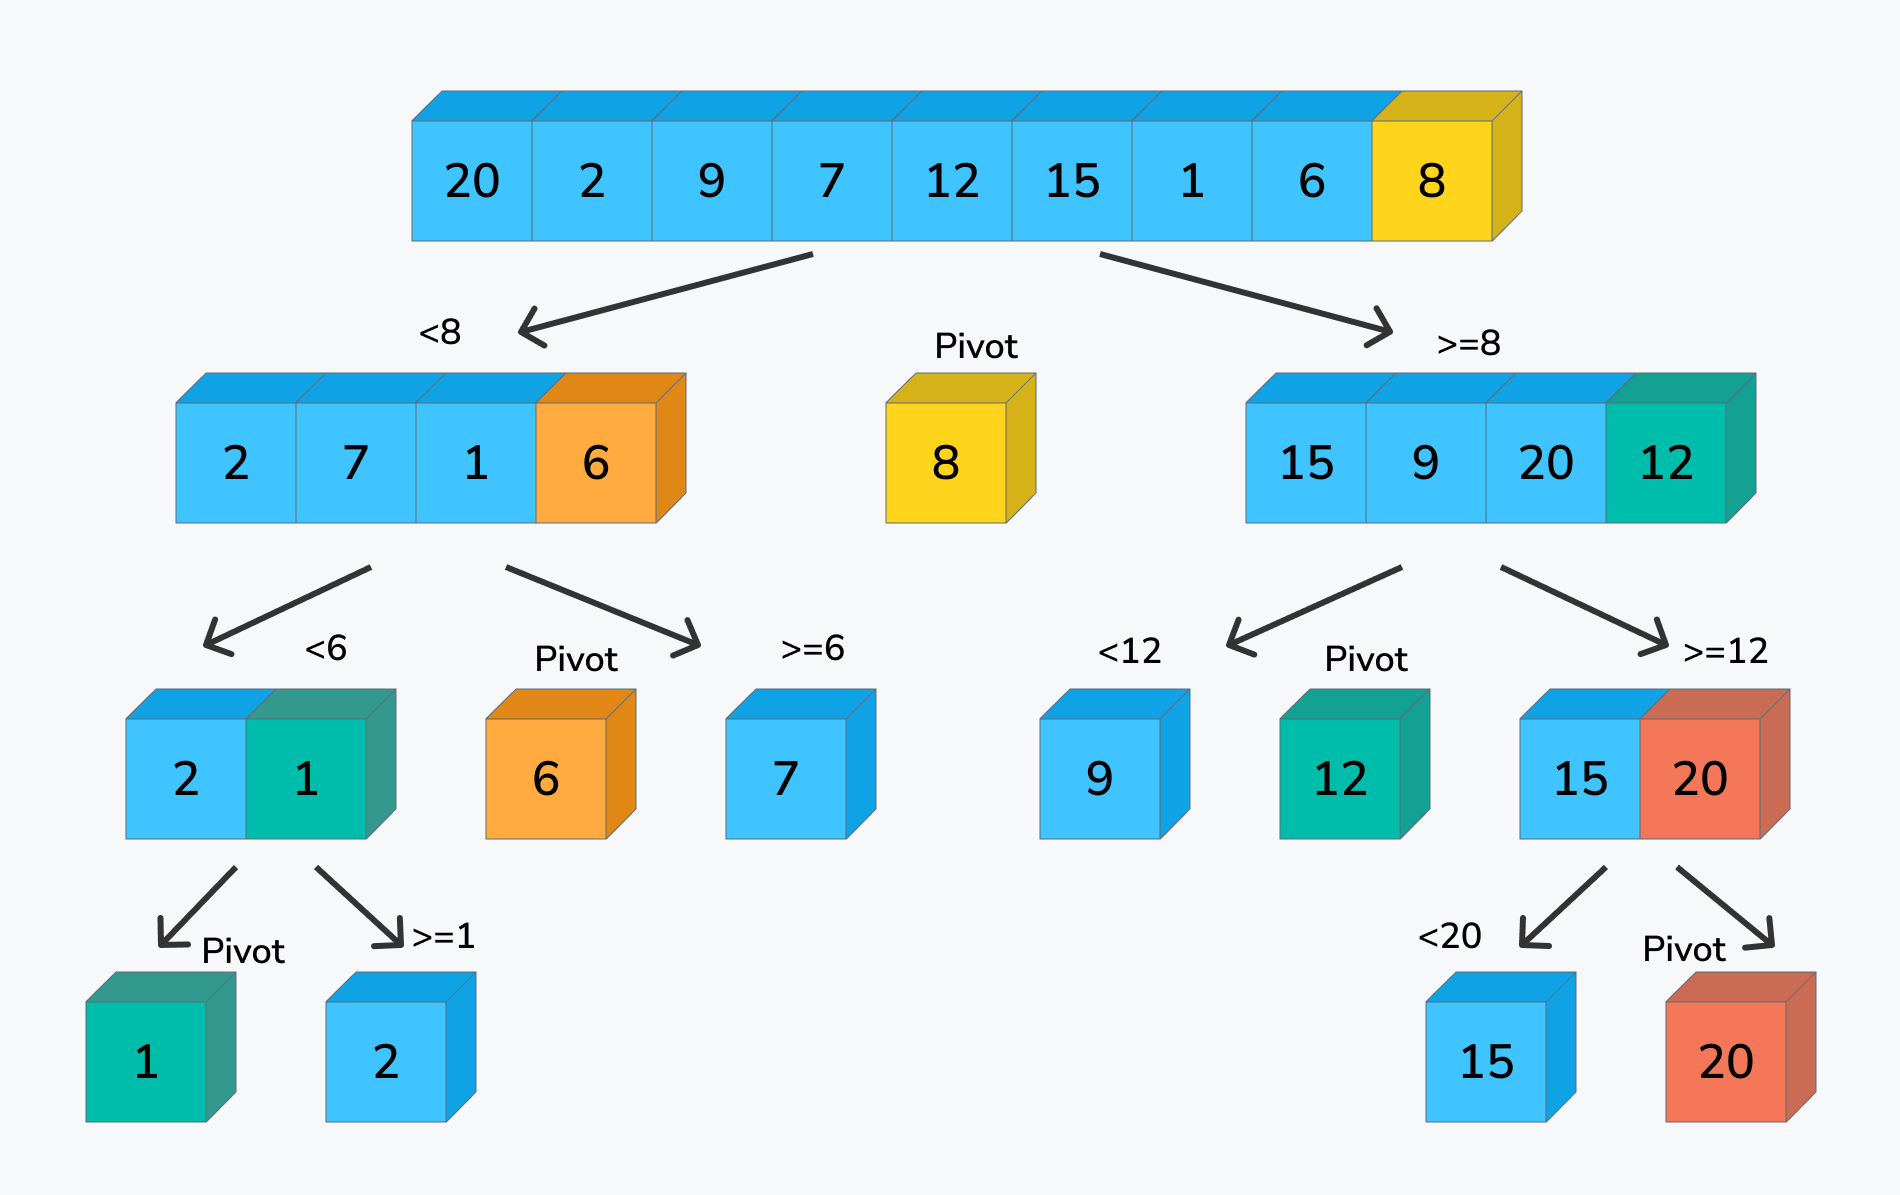 20 2 9 7 12 15 1 6 8
<8 Pivot >=8
2 7 1 6 8 15 9 20 12
<6 Pivot >=6 <12 Pivot >=12
2 1 6 7 9 12 15 20
Pivot >=1 <20 Pivot
1 2 15 20